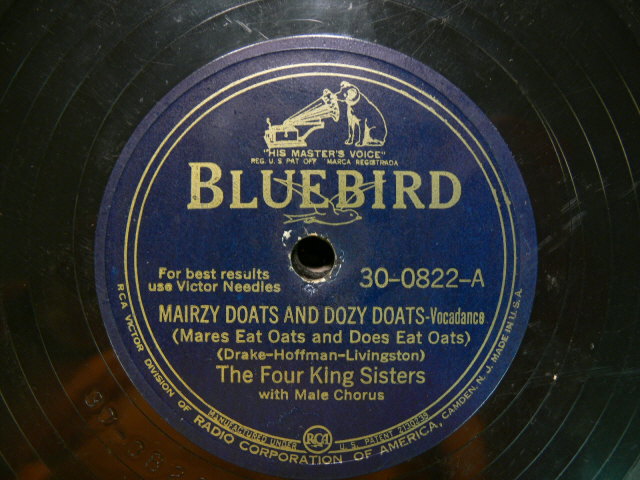 "HIS MASTER'S VOICE"
REG. U.S. PAT. OFF. MARCA REGISTRADA
BLUEBIRD
For best results
use Victor Needles
30-0822-A
MAIRZY DOATS AND DOZY DOATS-Vocadance
(Mares Eat Oats and Does Eat Oats)
(Drake-Hoffman-Livingston)
The Four King Sisters
with Male Chorus
MANUFACTURED UNDER RCA U.S. PATENT 2130239
RCA VICTOR DIVISION OF RADIO CORPORATION OF AMERICA, CAMDEN, N. J. MADE IN U.S.A.